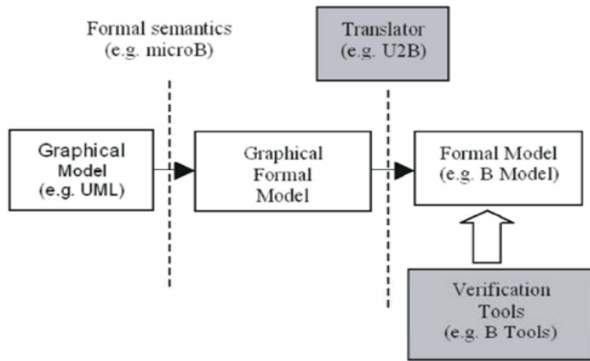 Formal semantics
(e.g. microB)
Translator
(e.g. U2B)
Graphical
Model
(e.g. UML)
Graphical
Formal
Model
Formal Model
(e.g. B Model)
Verification
Tools
(e.g. B Tools)